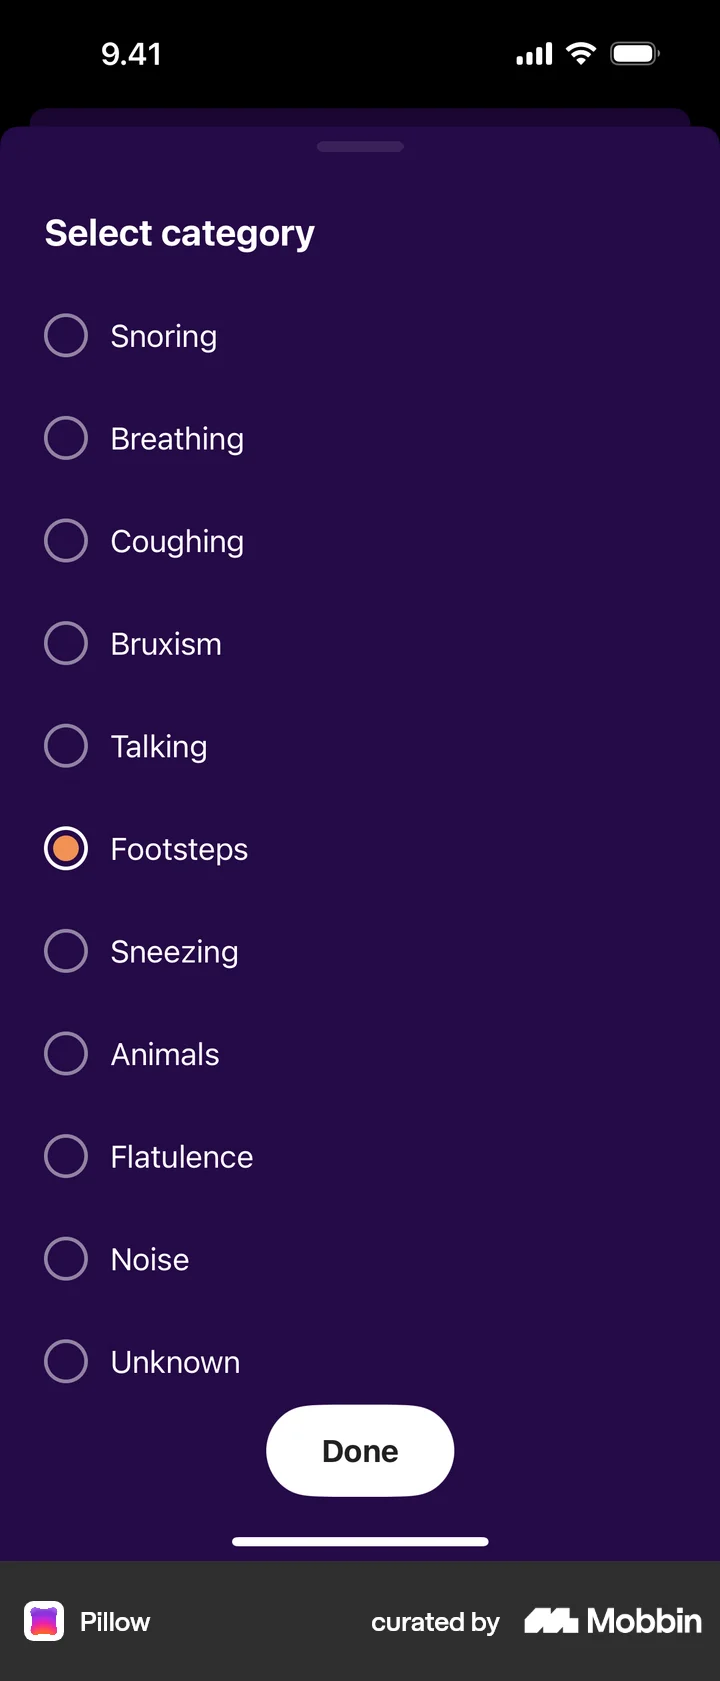 9.41
Select category
Snoring
Breathing
Coughing
Bruxism
Talking
Footsteps
Sneezing
Animals
Flatulence
Noise
Unknown
Done
Pillow
curated by Mobbin